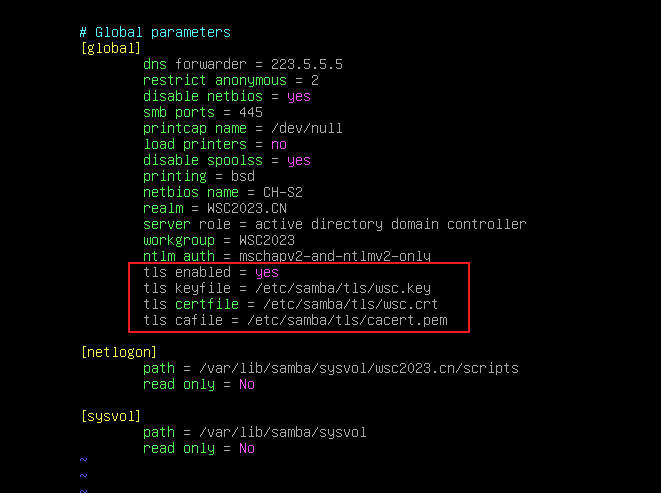 # Global parameters
[global]
dns forwarder = 223.5.5.5
restrict anonymous = 2
disable netbios = yes
smb ports = 445
printcap name = /dev/null
load printers = no
disable spoolss = yes
printing = bsd
netbios name = CH-S2
realm = WSC2023.CN
server role = active directory domain controller
workgroup = WSC2023
ntlm auth = mschapv2-and-ntlmv2-only
tls enabled = yes
tls keyfile = /etc/samba/tls/wsc.key
tls certfile = /etc/samba/tls/wsc.crt
tls cafile = /etc/samba/tls/cacert.pem
[netlogon]
path = /var/lib/samba/sysvol/wsc2023.cn/scripts
read only = No
[sysvol]
path = /var/lib/samba/sysvol
read only = No
~
~
~